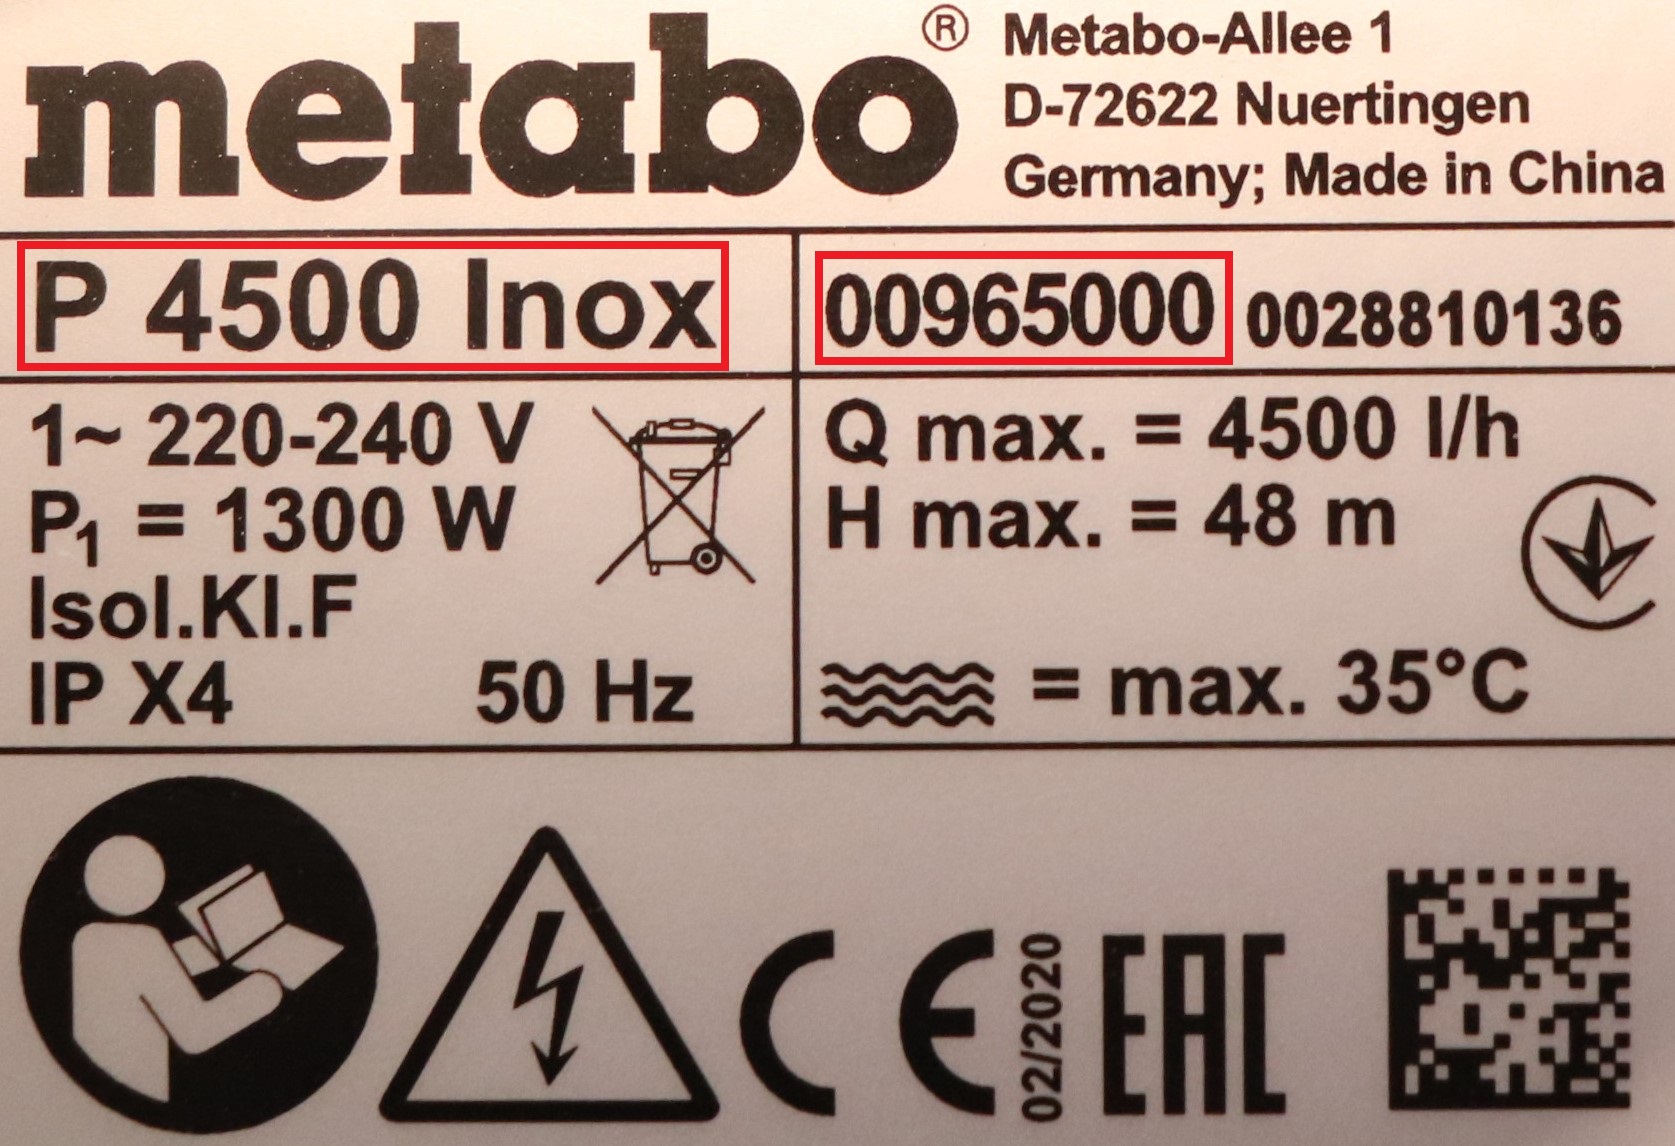 metabo®
Metabo-Allee 1
D-72622 Nuertingen
Germany; Made in China
P 4500 Inox
00965000 0028810136
1~ 220-240 V
P1 = 1300 W
Isol.Kl.F
IP X4 50 Hz
Q max. = 4500 l/h
H max. = 48 m
= max. 35°C
CE
02/2020
EAC